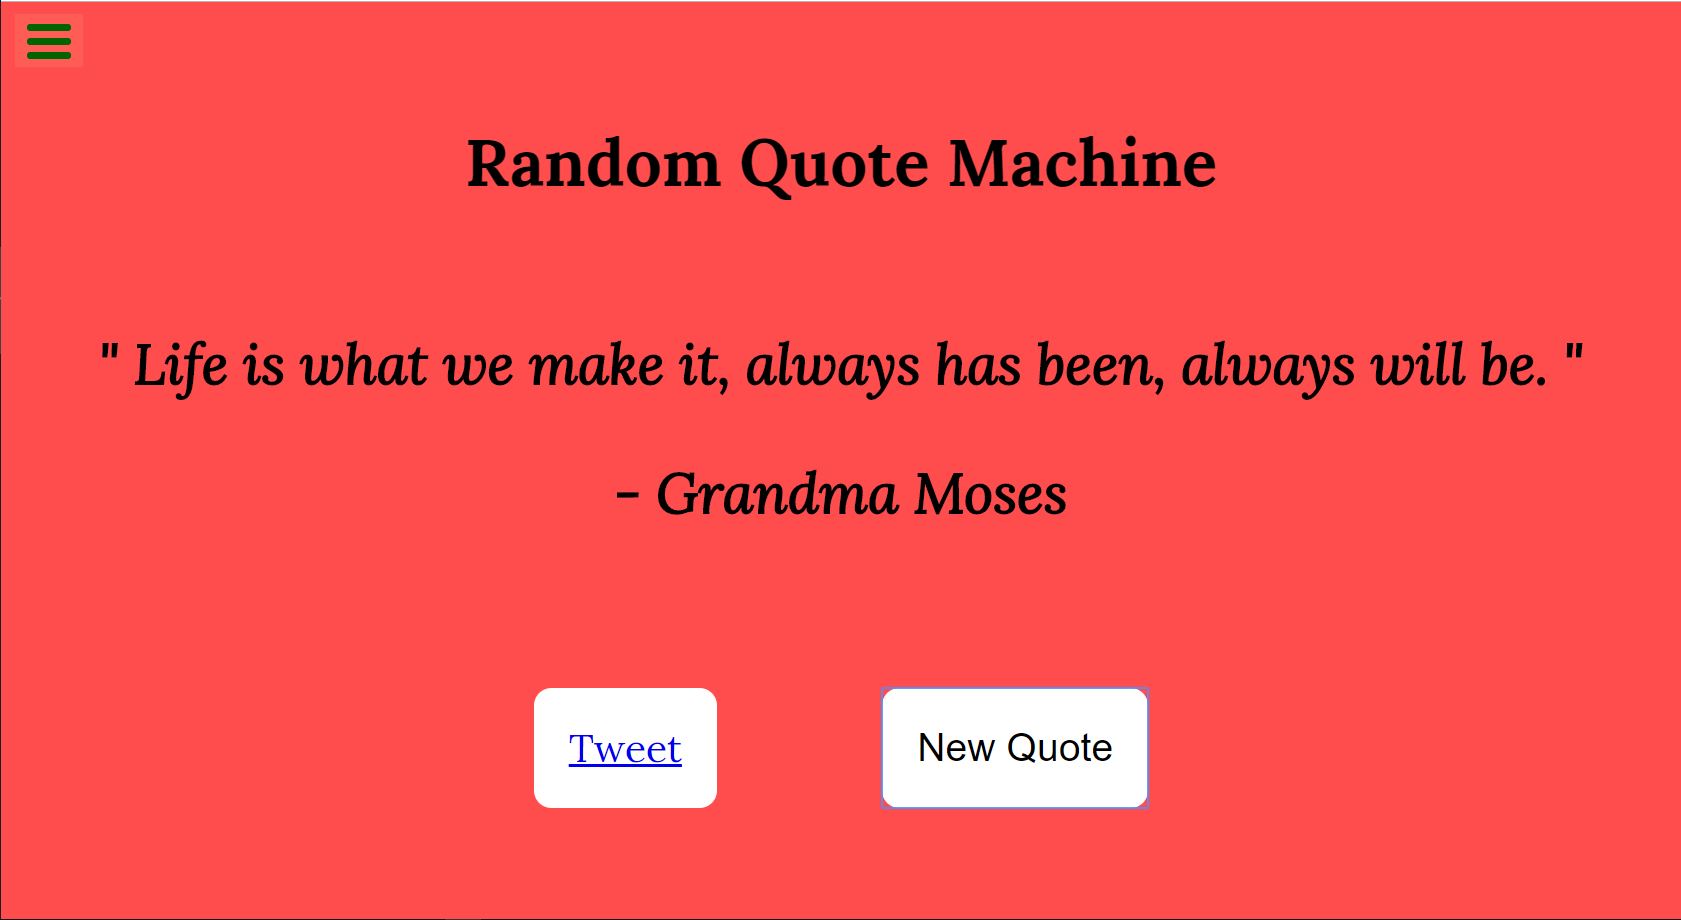 Random Quote Machine
" Life is what we make it, always has been, always will be. "
- Grandma Moses
Tweet
New Quote